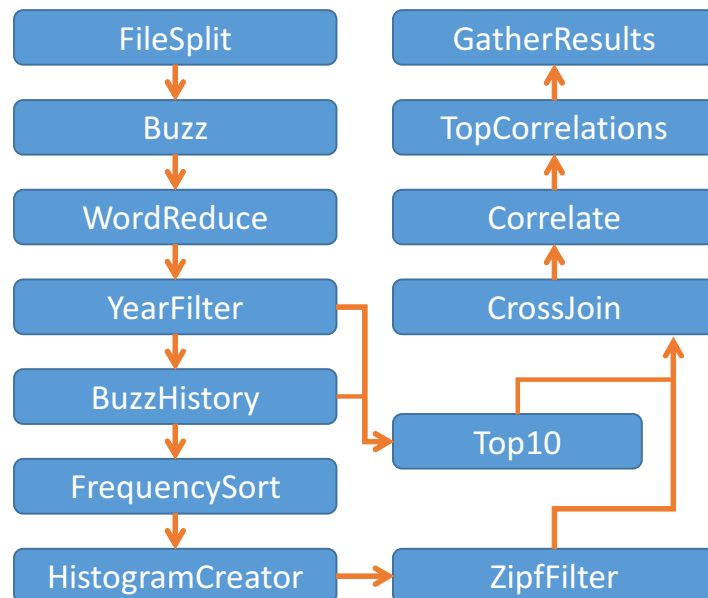 FileSplit
Buzz
WordReduce
YearFilter
BuzzHistory
FrequencySort
HistogramCreator
GatherResults
TopCorrelations
Correlate
CrossJoin
Top10
ZipfFilter